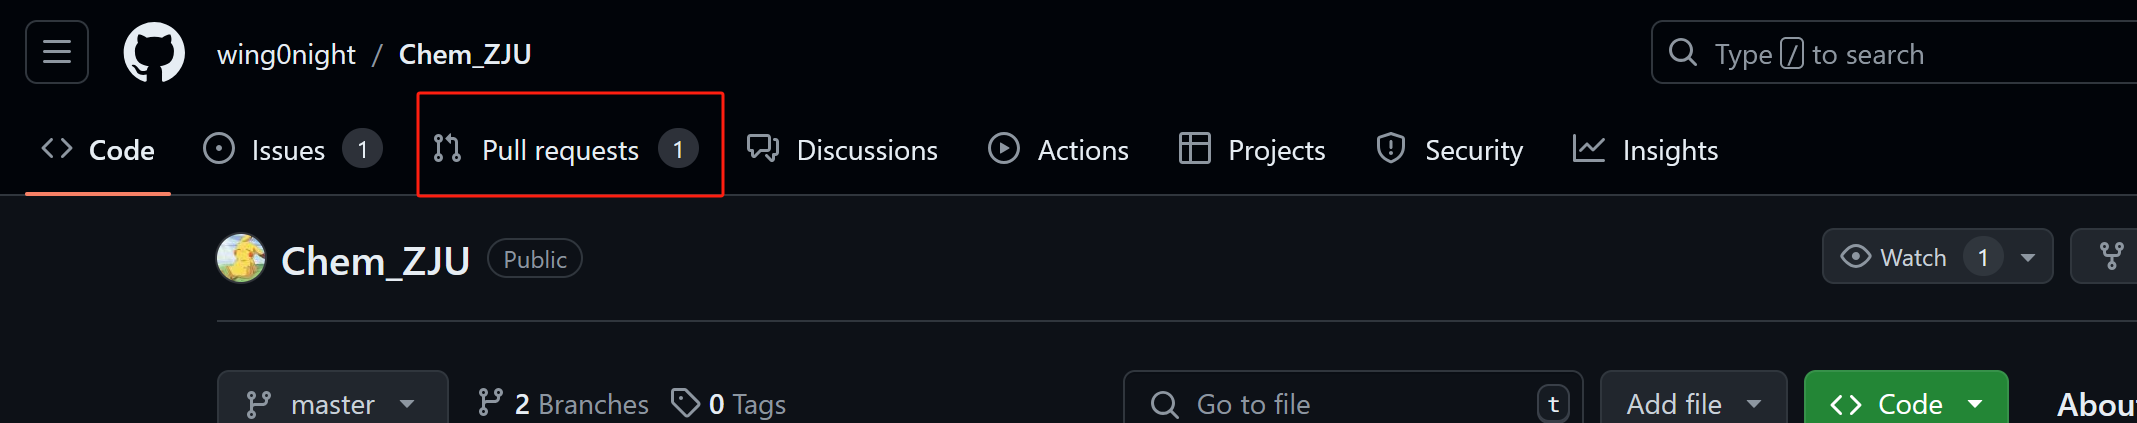 wing0night / Chem_ZJU
Type / to search
Code Issues 1 Pull requests 1 Discussions Actions Projects Security Insights
Chem_ZJU Public
Watch 1
master 2 Branches 0 Tags Go to file t Add file Code